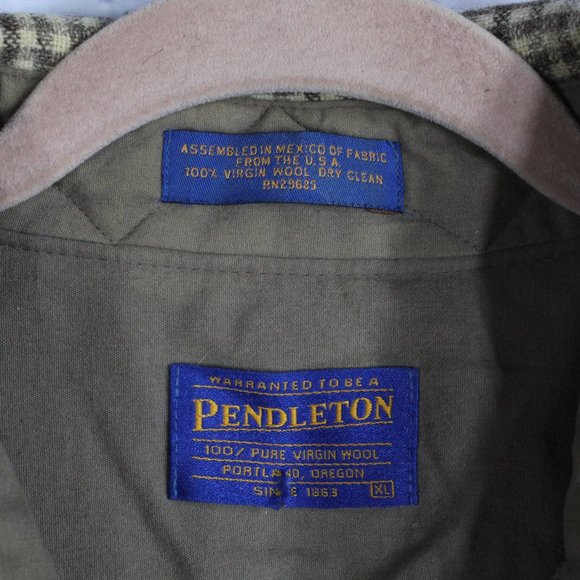 ASSEMBLED IN MEXICO OF FABRIC
FROM THE U.S.A.
100% VIRGIN WOOL DRY CLEAN
RN29685
WARRANTED TO BE A
PENDLETON
100% PURE VIRGIN WOOL
PORTLAND, OREGON
SINCE 1863 XL